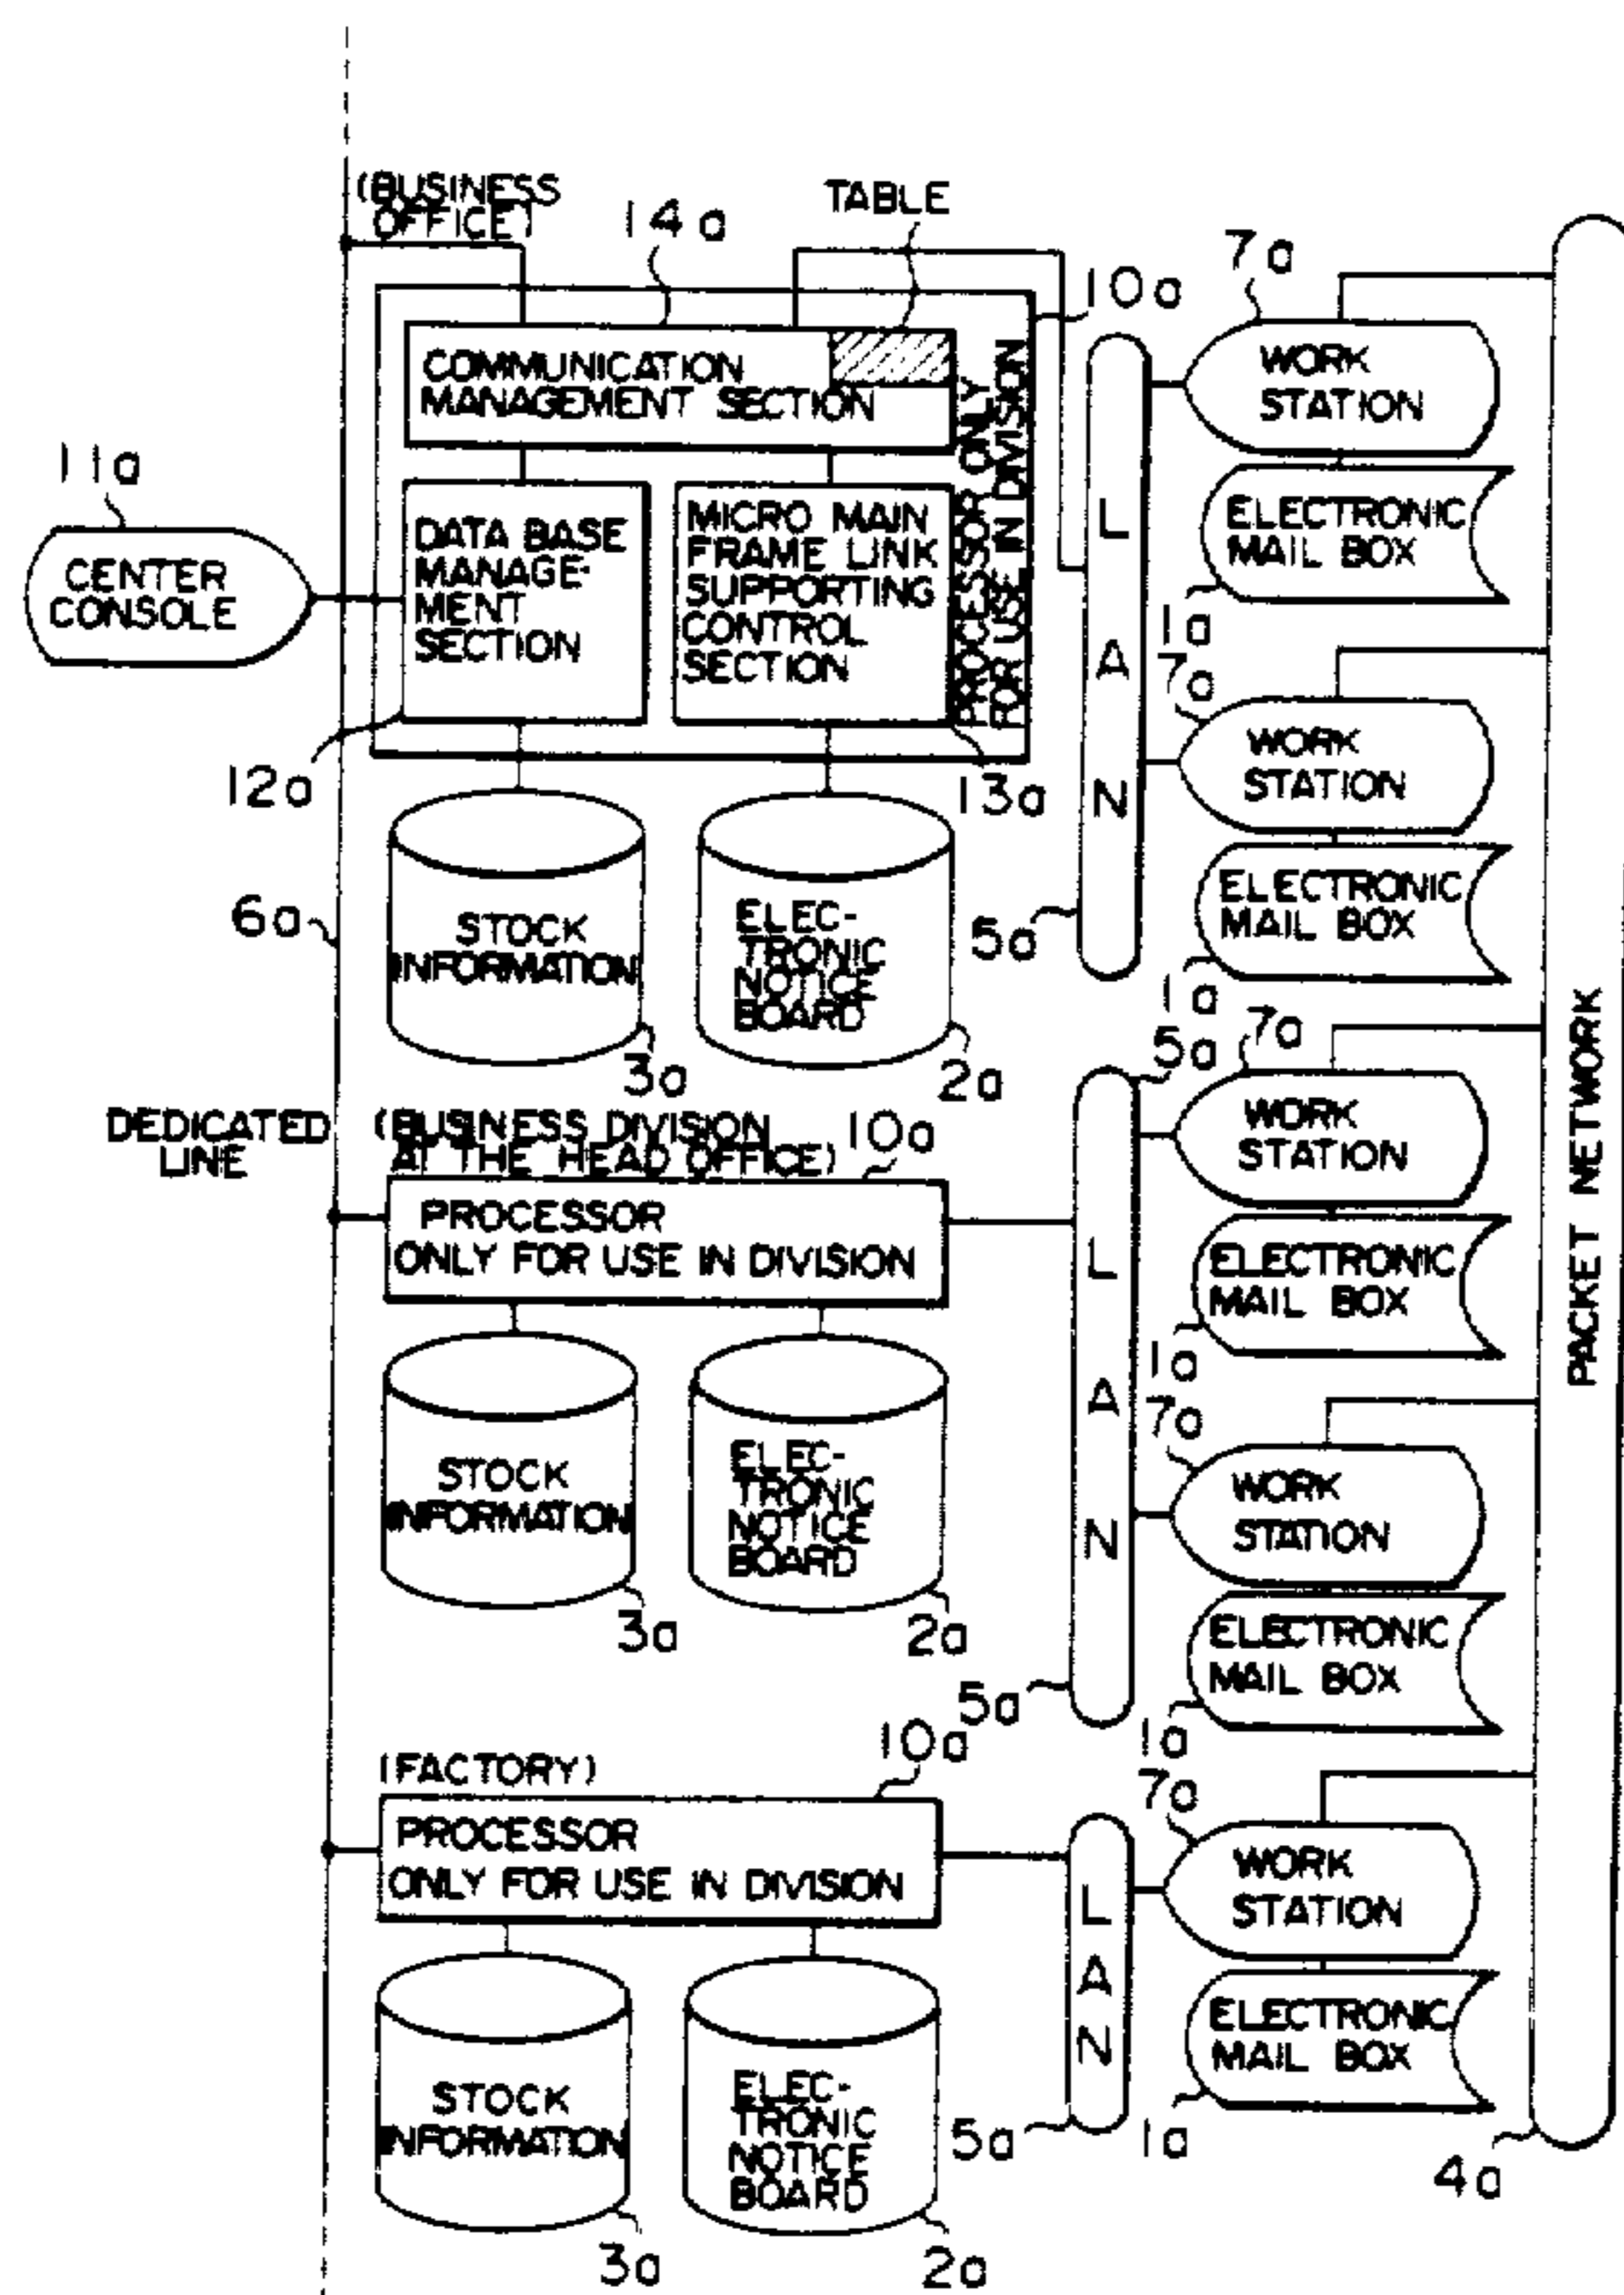 (BUSINESS
OFFICE)
14a
TABLE
7a
10a
COMMUNICATION
MANAGEMENT SECTION
PROCESSOR ONLY
FOR USE IN DIVISION
WORK
STATION
11a
CENTER
CONSOLE
DATA BASE
MANAGE-
MENT
SECTION
MICRO MAIN
FRAME LINK
SUPPORTING
CONTROL
SECTION
LAN
ELECTRONIC
MAIL BOX
1a
7a
WORK
STATION
12a
13a
ELECTRONIC
MAIL BOX
6a
STOCK
INFORMATION
ELEC-
TRONIC
NOTICE
BOARD
5a
1a
3a
2a
5a
7a
PACKET NETWORK
DEDICATED
LINE
(BUSINESS DIVISION
AT THE HEAD OFFICE)
10a
WORK
STATION
PROCESSOR
ONLY FOR USE IN DIVISION
LAN
ELECTRONIC
MAIL BOX
1a
7a
STOCK
INFORMATION
ELEC-
TRONIC
NOTICE
BOARD
WORK
STATION
3a
2a
ELECTRONIC
MAIL BOX
5a
1a
(FACTORY)
10a
7a
PROCESSOR
ONLY FOR USE IN DIVISION
LAN
WORK
STATION
ELECTRONIC
MAIL BOX
STOCK
INFORMATION
ELEC-
TRONIC
NOTICE
BOARD
5a
1a
4a
3a
2a